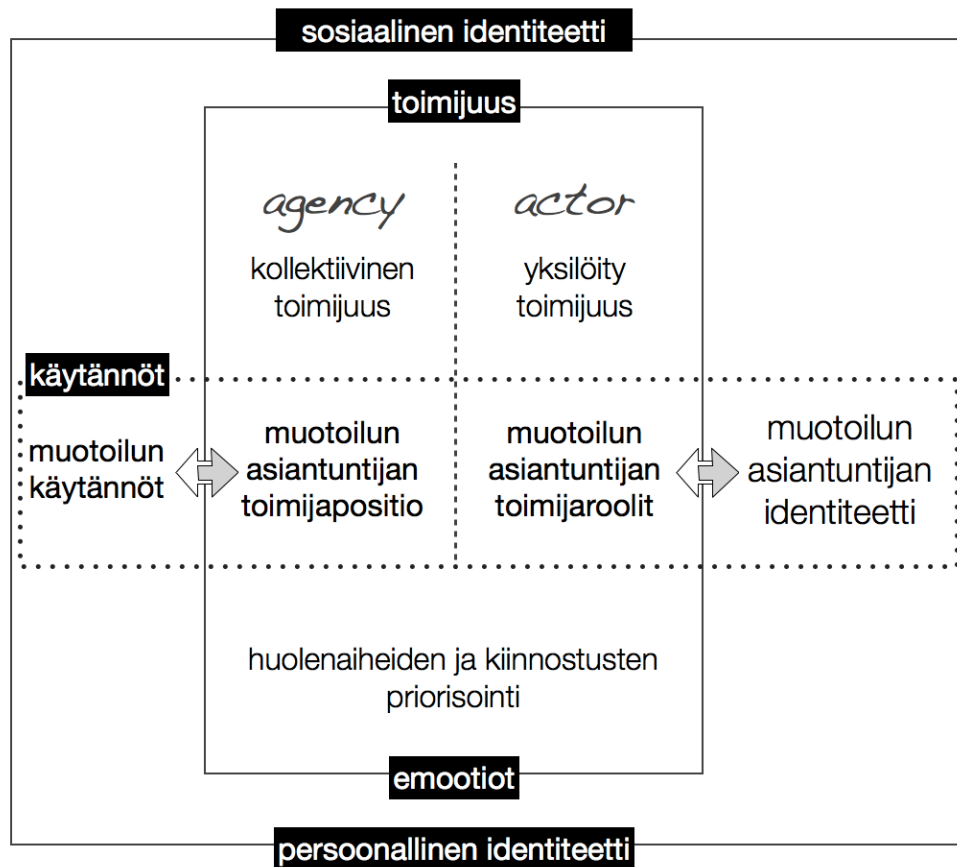 sosiaalinen identiteetti
toimijuus
agency
kollektiivinen
toimijuus
actor
yksilöity
toimijuus
käytännöt
muotoilun
käytännöt
muotoilun
asiantuntijan
toimijapositio
muotoilun
asiantuntijan
toimijaroolit
muotoilun
asiantuntijan
identiteetti
huolenaiheiden ja kiinnostusten
priorisointi
emootiot
persoonallinen identiteetti